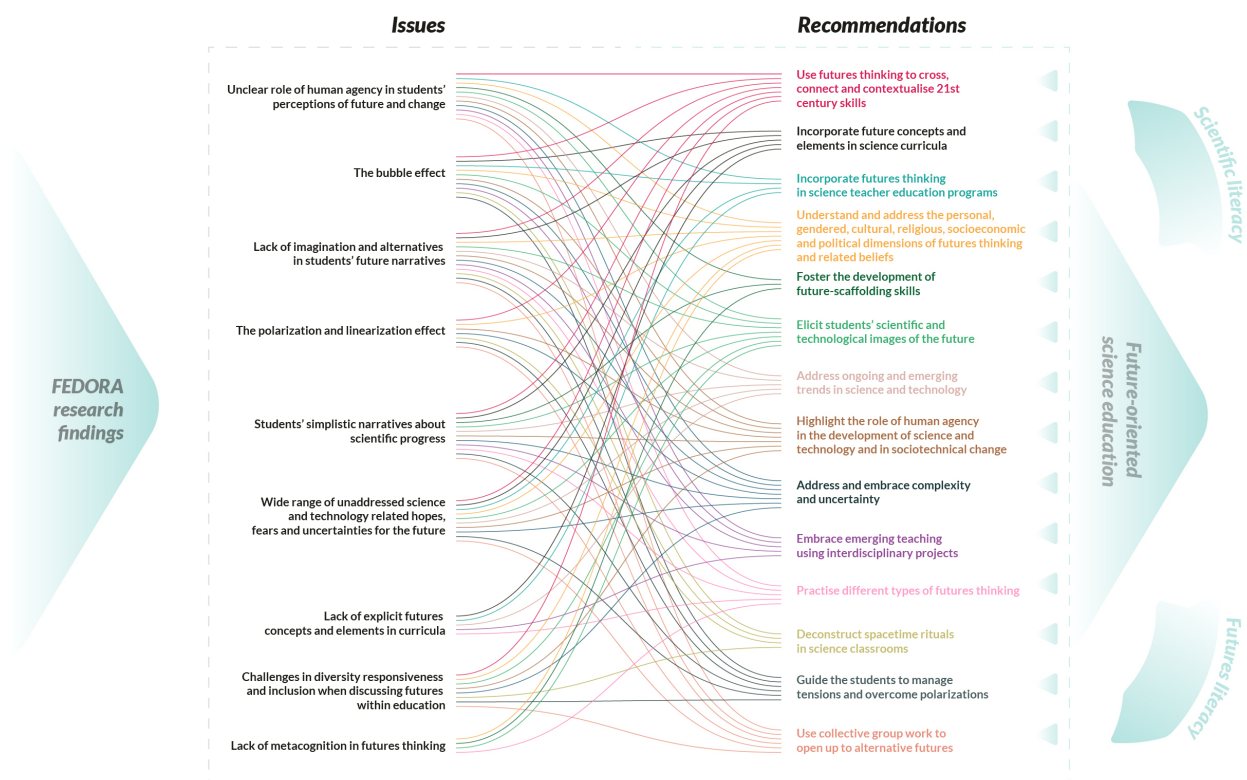 Issues
Recommendations
FEDORA
research
findings
Unclear role of human agency in students’
perceptions of future and change
The bubble effect
Lack of imagination and alternatives
in students’ future narratives
The polarization and linearization effect
Students’ simplistic narratives about
scientific progress
Wide range of unaddressed science
and technology related hopes,
fears and uncertainties for the future
Lack of explicit futures
concepts and elements in curricula
Challenges in diversity responsiveness
and inclusion when discussing futures
within education
Lack of metacognition in futures thinking
Use futures thinking to cross,
connect and contextualise 21st
century skills
Incorporate future concepts and
elements in science curricula
Incorporate futures thinking
in science teacher education programs
Understand and address the personal,
gendered, cultural, religious, socioeconomic
and political dimensions of futures thinking
and related beliefs
Foster the development of
future-scaffolding skills
Elicit students’ scientific and
technological images of the future
Address ongoing and emerging
trends in science and technology
Highlight the role of human agency
in the development of science and
technology and in sociotechnical change
Address and embrace complexity
and uncertainty
Embrace emerging teaching
using interdisciplinary projects
Practise different types of futures thinking
Deconstruct spacetime rituals
in science classrooms
Guide the students to manage
tensions and overcome polarizations
Use collective group work to
open up to alternative futures
Future-oriented
science education
Scientific literacy
Futures literacy